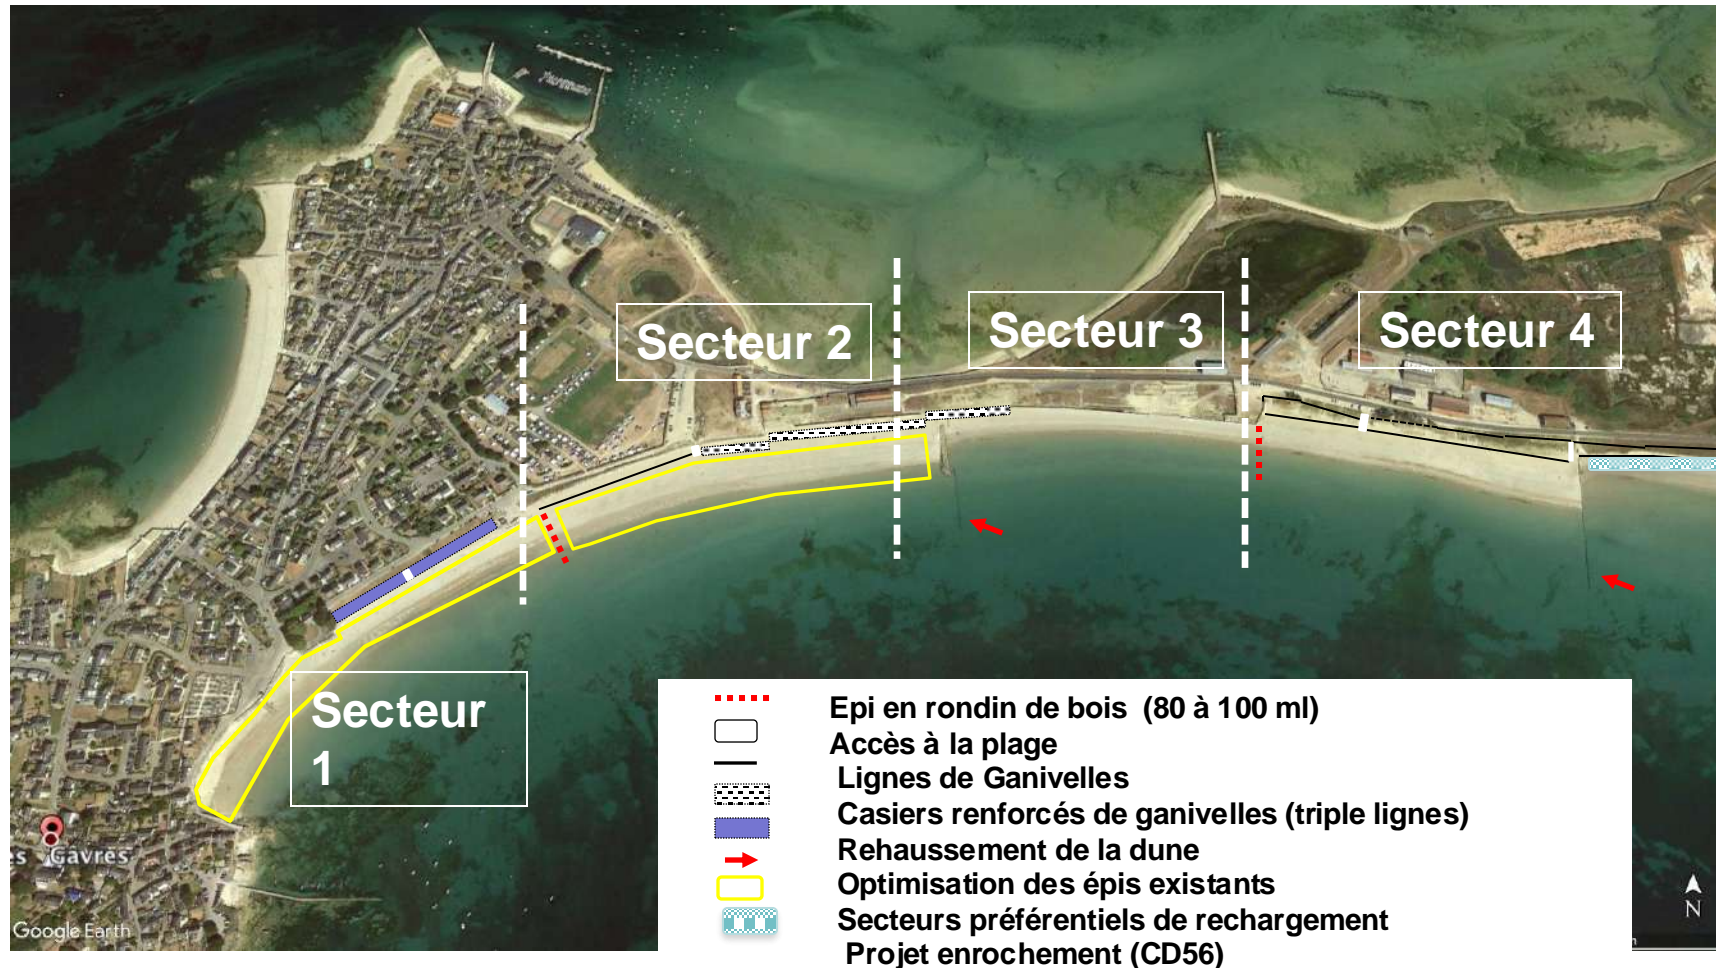 Secteur 2
Secteur 3
Secteur 4
Secteur
1
Epi en rondin de bois (80 à 100 ml)
Accès à la plage
Lignes de Ganivelles
Casiers renforcés de ganivelles (triple lignes)
Rehaussement de la dune
Optimisation des épis existants
Secteurs préférentiels de rechargement
Projet enrochement (CD56)
Gâvres
Google Earth
N